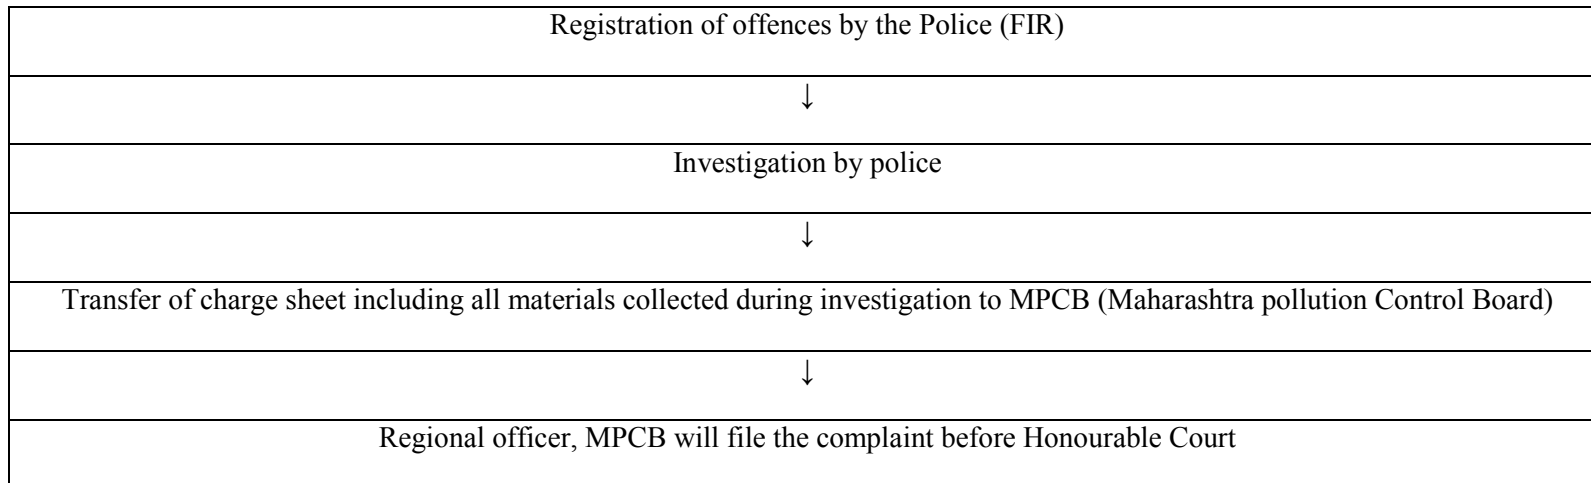 Registration of offences by the Police (FIR)
↓
Investigation by police
↓
Transfer of charge sheet including all materials collected during investigation to MPCB (Maharashtra pollution Control Board)
↓
Regional officer, MPCB will file the complaint before Honourable Court